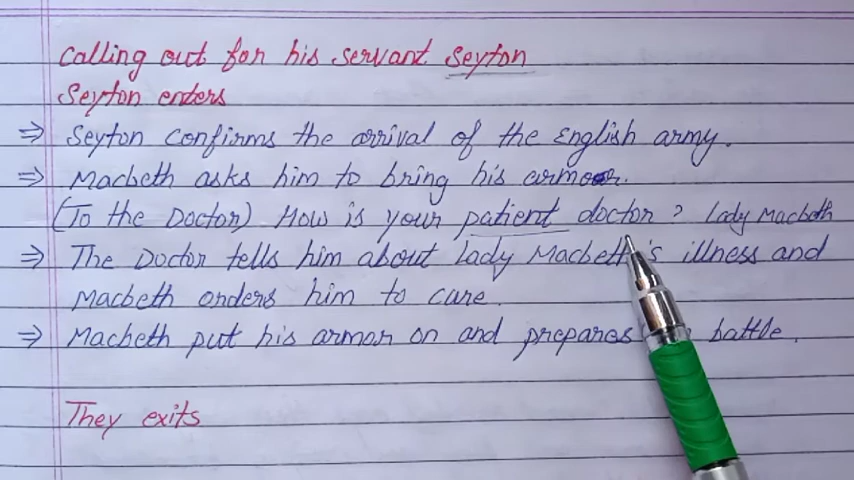 Calling out for his servant Seyton
Seyton enters
⇒ Seyton confirms the arrival of the English army.
⇒ Macbeth asks him to bring his armour.
(To the Doctor) How is your patient doctor? Lady Macbeth
⇒ The Doctor tells him about Lady Macbeth's illness and
Macbeth orders him to cure.
⇒ Macbeth put his armor on and prepares battle.
They exits